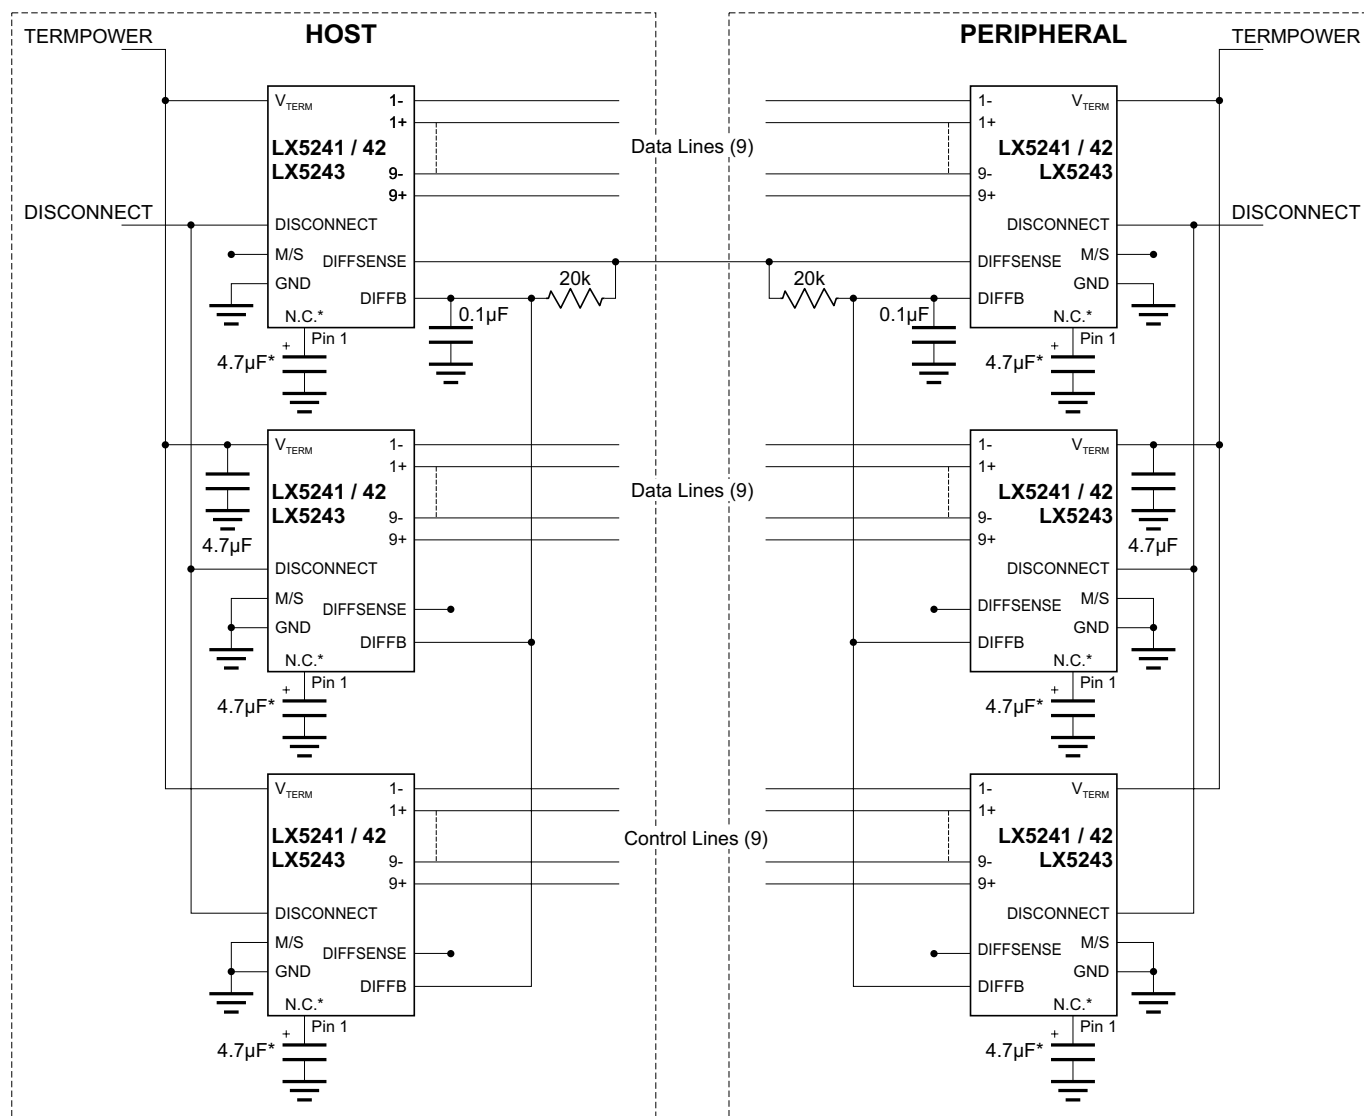 HOST
PERIPHERAL
TERMPOWER
TERMPOWER
VTERM
1-
1+
LX5241 / 42
LX5243
9-
9+
DISCONNECT
DISCONNECT
M/S
DIFFSENSE
GND
DIFFB
N.C.*
Pin 1
4.7µF*
0.1µF
20k
Data Lines (9)
1-
VTERM
1+
LX5241 / 42
LX5243
9-
9+
DISCONNECT
DISCONNECT
M/S
DIFFSENSE
GND
DIFFB
N.C.*
Pin 1
4.7µF*
0.1µF
20k
VTERM
1-
1+
LX5241 / 42
LX5243
9-
9+
4.7µF
DISCONNECT
M/S
DIFFSENSE
GND
DIFFB
N.C.*
Pin 1
4.7µF*
Data Lines (9)
1-
VTERM
1+
LX5241 / 42
LX5243
9-
9+
4.7µF
DISCONNECT
DIFFSENSE
M/S
GND
DIFFB
N.C.*
Pin 1
4.7µF*
VTERM
1-
1+
LX5241 / 42
LX5243
9-
9+
DISCONNECT
M/S
DIFFSENSE
GND
DIFFB
N.C.*
Pin 1
4.7µF*
Control Lines (9)
1-
VTERM
1+
LX5241 / 42
LX5243
9-
9+
DISCONNECT
DIFFSENSE
M/S
GND
DIFFB
N.C.*
Pin 1
4.7µF*